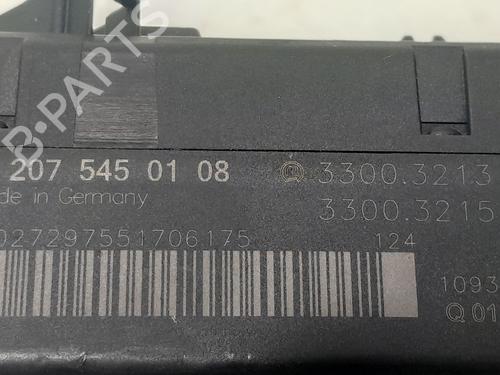 B-PARTS
207 545 01 08
3300.3213
de in Germany
3300.3215
027297551706175
124
1093
Q 01